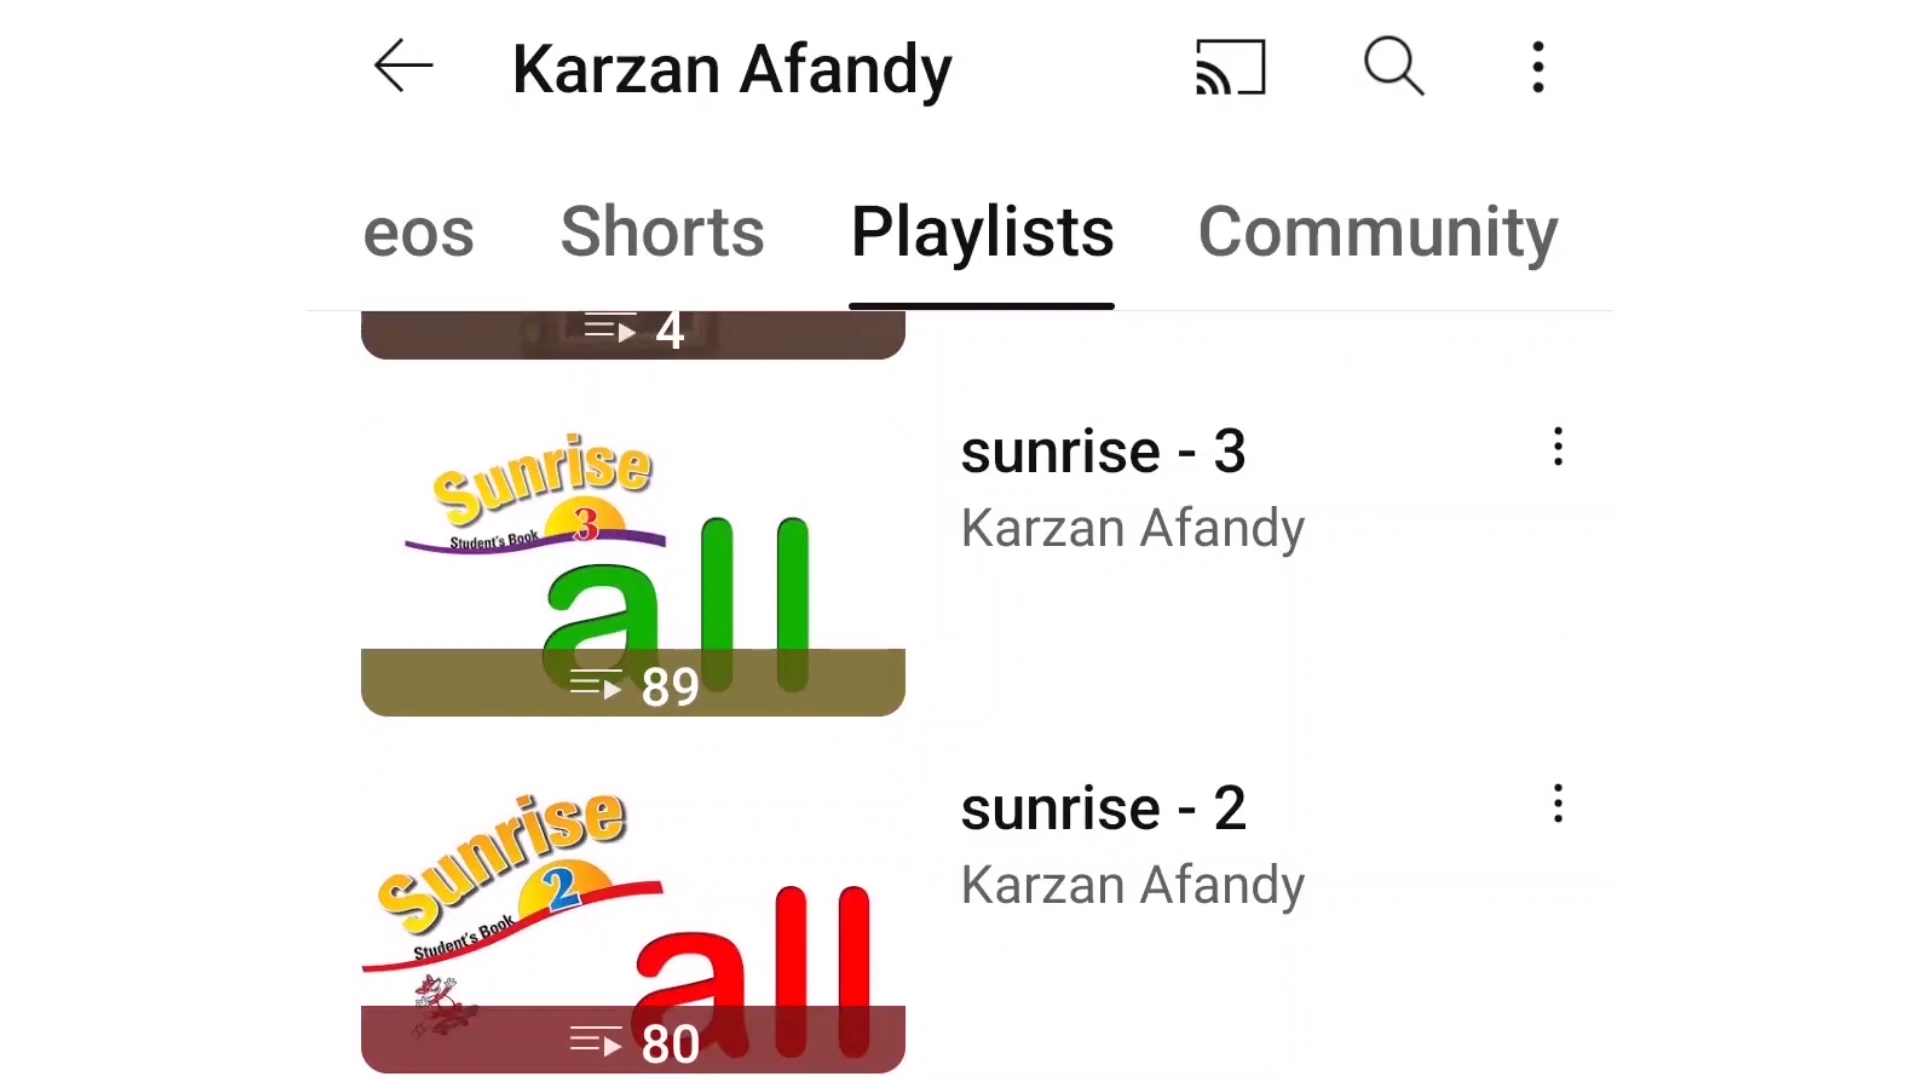 Karzan Afandy
eos Shorts Playlists Community
4
Sunrise
3
Student's Book
all
89
sunrise - 3
Karzan Afandy
Sunrise
2
Student's Book
all
80
sunrise - 2
Karzan Afandy